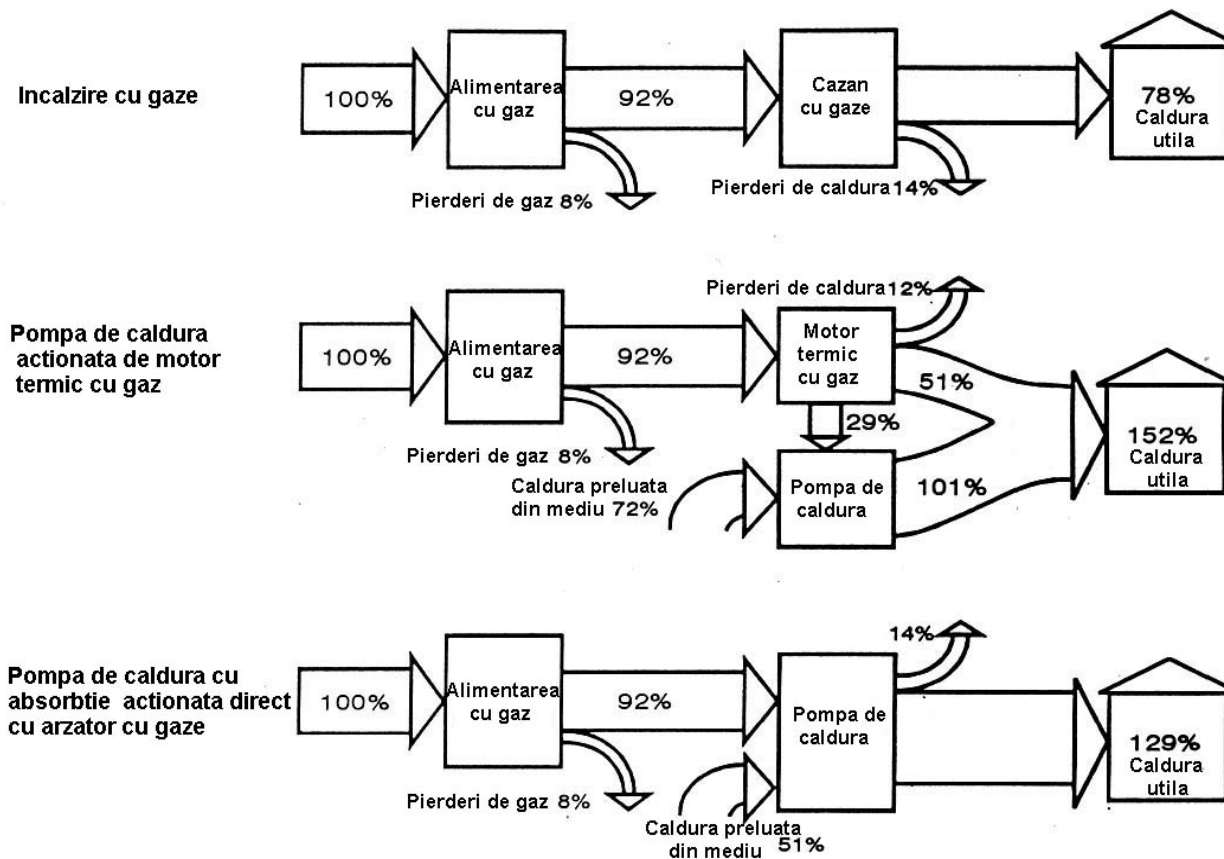 Incalzire cu gaze
100%
Alimentarea
cu gaz
92%
Cazan
cu gaze
78%
Caldura
utila
Pierderi de gaz 8%
Pierderi de caldura 14%
Pompa de caldura
actionata de motor
termic cu gaz
100%
Alimentarea
cu gaz
92%
Pierderi de caldura 12%
Motor
termic
cu gaz
51%
29%
152%
Caldura
utila
Pierderi de gaz 8%
Caldura preluata
din mediu 72%
Pompa de
caldura
101%
Pompa de caldura cu
absorbtie actionata direct
cu arzator cu gaze
100%
Alimentarea
cu gaz
92%
14%
Pompa de
caldura
129%
Caldura
utila
Pierderi de gaz 8%
Caldura preluata
din mediu 51%